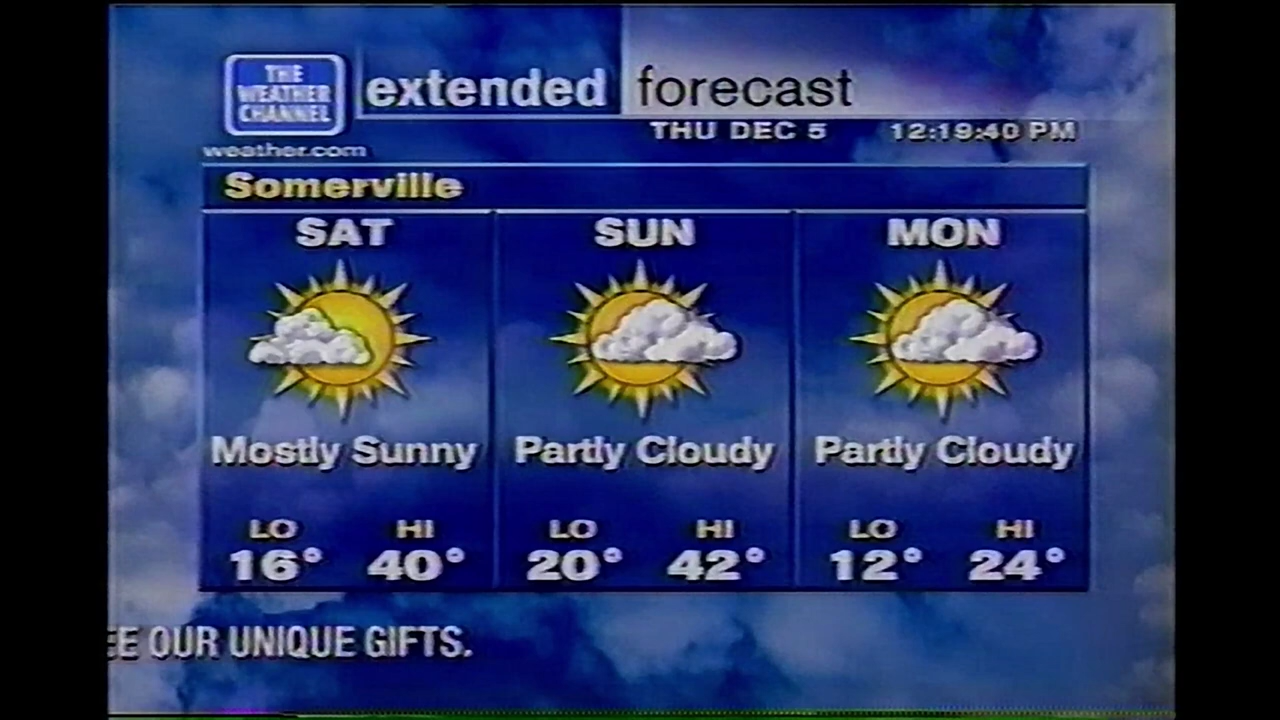 THE
WEATHER
CHANNEL
extended forecast
THU DEC 5 12:19:40 PM
weather.com
Somerville
SAT SUN MON
Mostly Sunny Partly Cloudy Partly Cloudy
LO HI LO HI LO HI
16° 40° 20° 42° 12° 24°
EE OUR UNIQUE GIFTS.